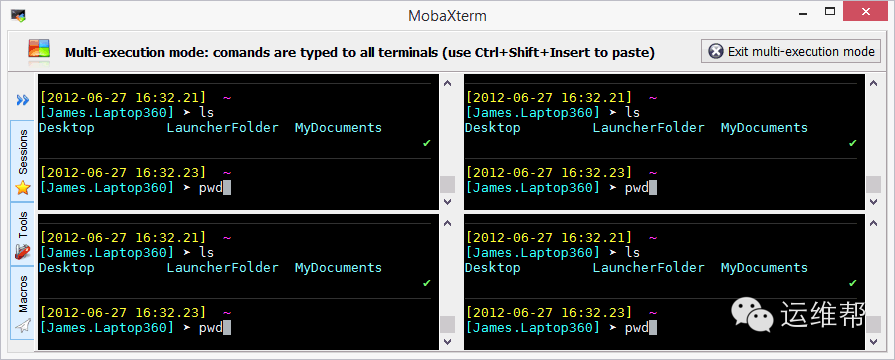 MobaXterm
Multi-execution mode: comands are typed to all terminals (use Ctrl+Shift+Insert to paste)
Exit multi-execution mode
Sessions
Tools
Macros
[2012-06-27 16:32.21] ~
[James.Laptop360] ➤ ls
Desktop LauncherFolder MyDocuments
✔
[2012-06-27 16:32.23] ~
[James.Laptop360] ➤ pwd
[2012-06-27 16:32.21] ~
[James.Laptop360] ➤ ls
Desktop LauncherFolder MyDocuments
✔
[2012-06-27 16:32.23] ~
[James.Laptop360] ➤ pwd
[2012-06-27 16:32.21] ~
[James.Laptop360] ➤ ls
Desktop LauncherFolder MyDocuments
✔
[2012-06-27 16:32.23] ~
[James.Laptop360] ➤ pwd
[2012-06-27 16:32.21] ~
[James.Laptop360] ➤ ls
Desktop LauncherFolder MyDocuments
✔
[2012-06-27 16:32.23] ~
[James.Laptop360] ➤ pwd
运维帮